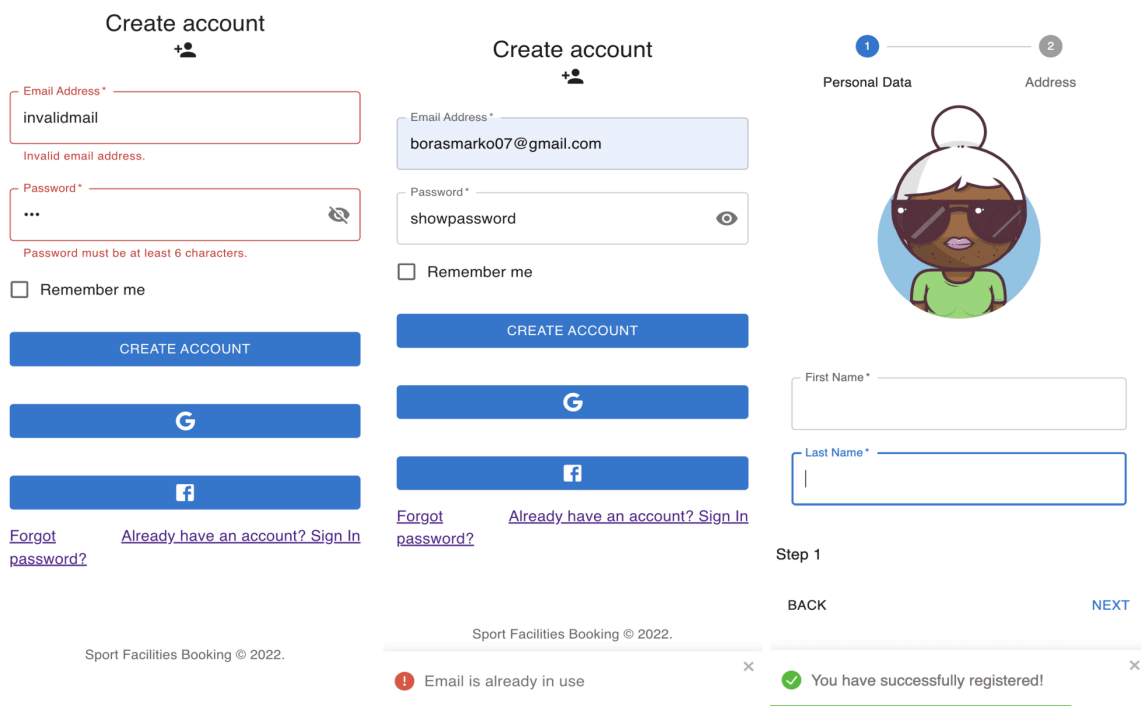 Create account
Email Address *
invalidmail
Invalid email address.
Password *
•••
Password must be at least 6 characters.
Remember me
CREATE ACCOUNT
G
f
Forgot password?
Already have an account? Sign In
Sport Facilities Booking © 2022.
Create account
Email Address *
borasmarko07@gmail.com
Password *
showpassword
Remember me
CREATE ACCOUNT
G
f
Forgot password?
Already have an account? Sign In
Sport Facilities Booking © 2022.
! Email is already in use ×
1 2
Personal Data Address
First Name *
Last Name *
Step 1
BACK NEXT
You have successfully registered! ×